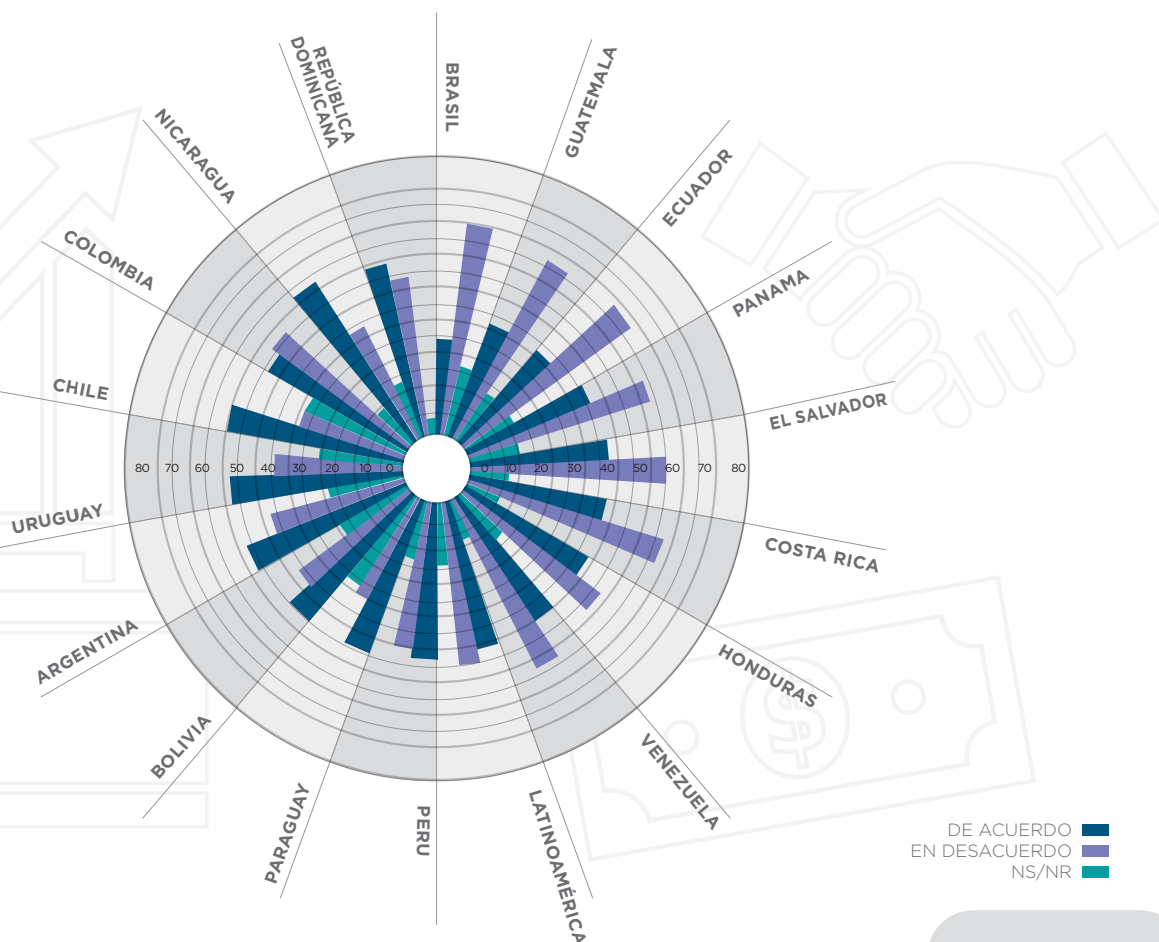 REPÚBLICA
DOMINICANA
BRASIL
GUATEMALA
ECUADOR
PANAMA
EL SALVADOR
COSTA RICA
HONDURAS
VENEZUELA
LATINOAMÉRICA
PERU
PARAGUAY
BOLIVIA
ARGENTINA
URUGUAY
CHILE
COLOMBIA
NICARAGUA
80 70 60 50 40 30 20 10 0
0 10 20 30 40 50 60 70 80
$
DE ACUERDO
EN DESACUERDO
NS/NR